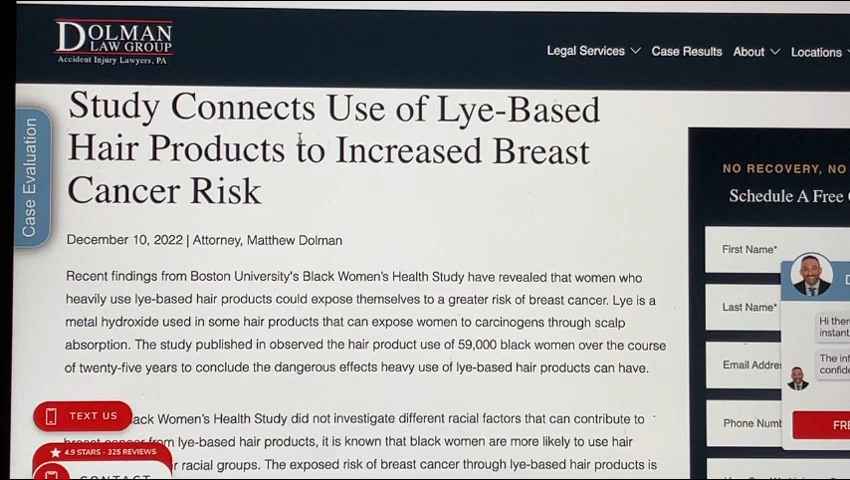 DOLMAN
LAW GROUP
Accident Injury Lawyers, PA
Legal Services
Case Results
About
Locations
Case Evaluation
Study Connects Use of Lye-Based
Hair Products to Increased Breast
Cancer Risk
December 10, 2022 | Attorney, Matthew Dolman
Recent findings from Boston University's Black Women's Health Study have revealed that women who
heavily use lye-based hair products could expose themselves to a greater risk of breast cancer. Lye is a
metal hydroxide used in some hair products that can expose women to carcinogens through scalp
absorption. The study published in observed the hair product use of 59,000 black women over the course
of twenty-five years to conclude the dangerous effects heavy use of lye-based hair products can have.
Women's Health Study did not investigate different racial factors that can contribute to
from lye-based hair products, it is known that black women are more likely to use hair
racial groups. The exposed risk of breast cancer through lye-based hair products is
TEXT US
4.9 STARS - 325 REVIEWS
NO RECOVERY, NO
Schedule A Free
First Name*
Last Name*
Email
Phone
Hi
instant
The